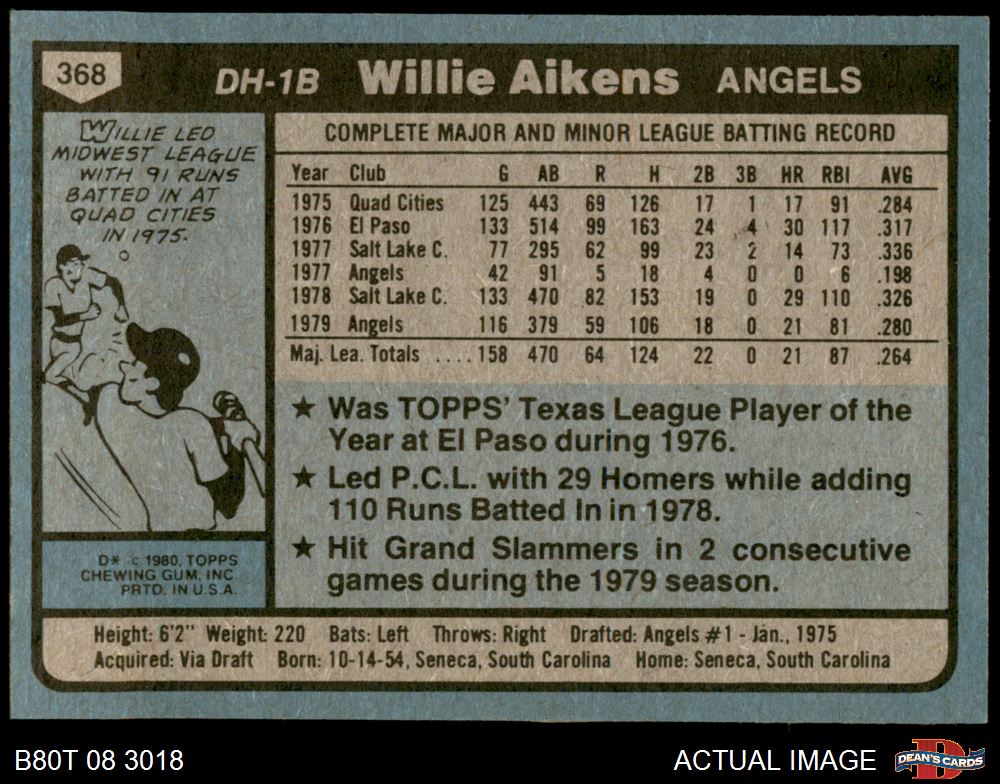 368 DH-1B Willie Aikens ANGELS
WILLIE LED
MIDWEST LEAGUE
WITH 91 RUNS
BATTED IN AT
QUAD CITIES
IN 1975.
COMPLETE MAJOR AND MINOR LEAGUE BATTING RECORD
Year Club G AB R H 2B 3B HR RBI AVG
1975 Quad Cities 125 443 69 126 17 1 17 91 .284
1976 El Paso 133 514 99 163 24 4 30 117 .317
1977 Salt Lake C. 77 295 62 99 23 2 14 73 .336
1977 Angels 42 91 5 18 4 0 0 6 .198
1978 Salt Lake C. 133 470 82 153 19 0 29 110 .326
1979 Angels 116 379 59 106 18 0 21 81 .280
Maj. Lea. Totals ....158 470 64 124 22 0 21 87 .264
★ Was TOPPS' Texas League Player of the
Year at El Paso during 1976.
★ Led P.C.L. with 29 Homers while adding
110 Runs Batted In in 1978.
★ Hit Grand Slammers in 2 consecutive
games during the 1979 season.
D* c 1980, TOPPS
CHEWING GUM, INC.
PRTD. IN U.S.A.
Height: 6'2" Weight: 220 Bats: Left Throws: Right Drafted: Angels #1 - Jan., 1975
Acquired: Via Draft Born: 10-14-54, Seneca, South Carolina Home: Seneca, South Carolina
B80T 08 3018 ACTUAL IMAGE DEAN'S CARDS